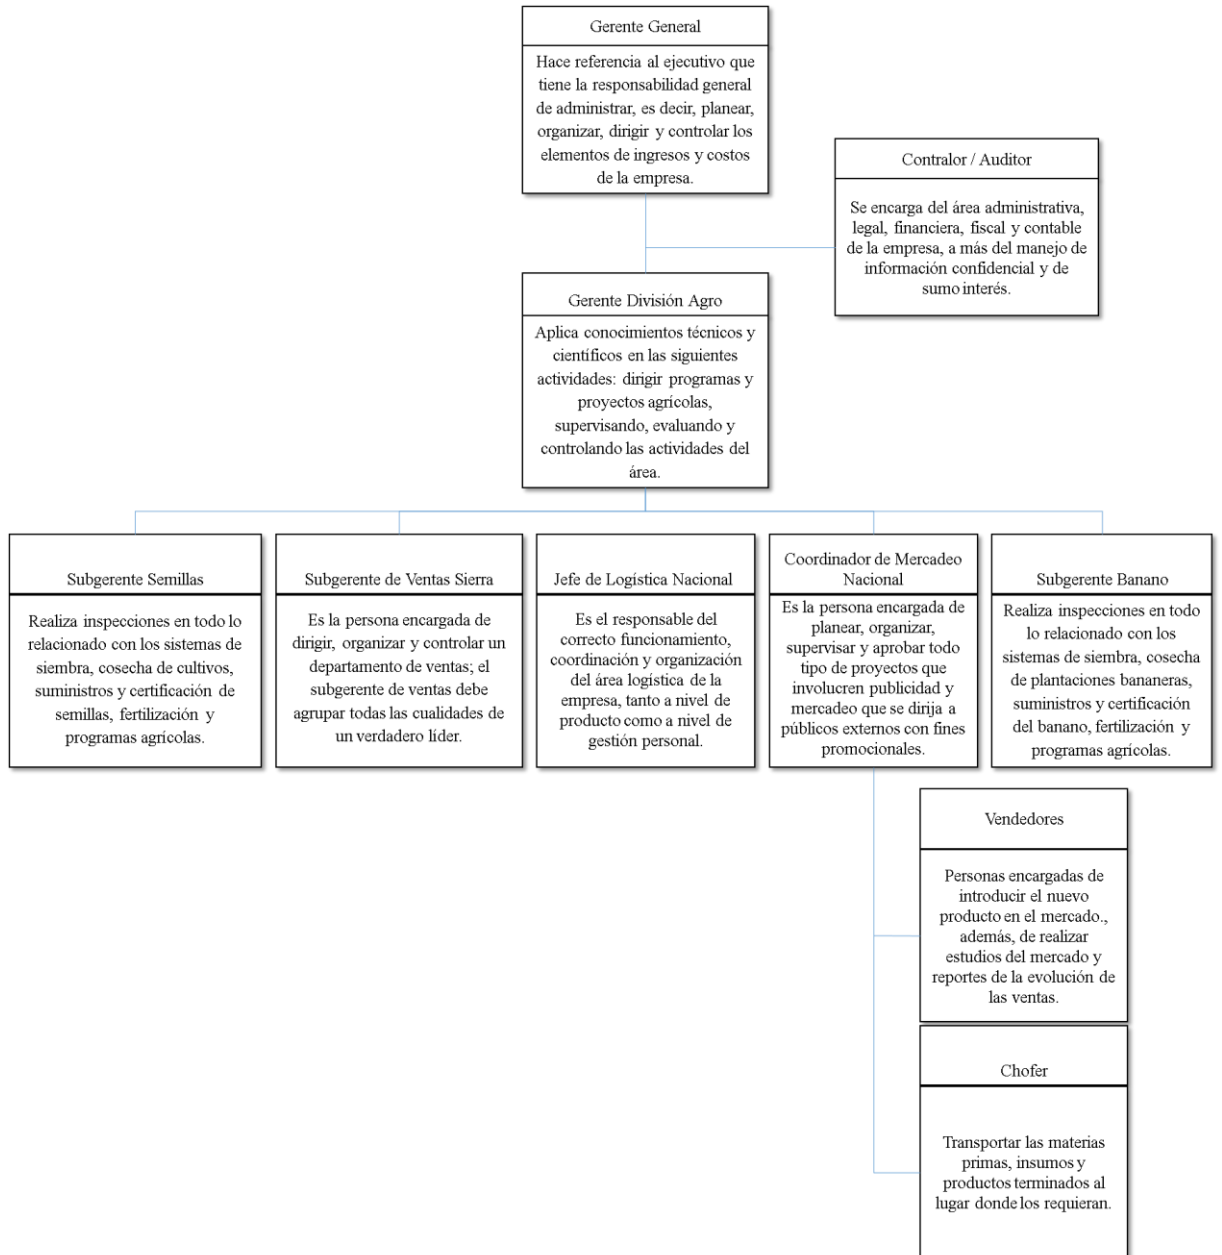 Gerente General
Hace referencia al ejecutivo que
tiene la responsabilidad general
de administrar, es decir, planear,
organizar, dirigir y controlar los
elementos de ingresos y costos
de la empresa.
Contralor / Auditor
Se encarga del área administrativa,
legal, financiera, fiscal y contable
de la empresa, a más del manejo de
información confidencial y de
sumo interés.
Gerente División Agro
Aplica conocimientos técnicos y
científicos en las siguientes
actividades: dirigir programas y
proyectos agrícolas,
supervisando, evaluando y
controlando las actividades del
área.
Subgerente Semillas
Realiza inspecciones en todo lo
relacionado con los sistemas de
siembra, cosecha de cultivos,
suministros y certificación de
semillas, fertilización y
programas agrícolas.
Subgerente de Ventas Sierra
Es la persona encargada de
dirigir, organizar y controlar un
departamento de ventas; el
subgerente de ventas debe
agrupar todas las cualidades de
un verdadero líder.
Jefe de Logística Nacional
Es el responsable del
correcto funcionamiento,
coordinación y organización
del área logística de la
empresa, tanto a nivel de
producto como a nivel de
gestión personal.
Coordinador de Mercadeo
Nacional
Es la persona encargada de
planear, organizar,
supervisar y aprobar todo
tipo de proyectos que
involucren publicidad y
mercadeo que se dirija a
públicos externos con fines
promocionales.
Subgerente Banano
Realiza inspecciones en todo
lo relacionado con los
sistemas de siembra, cosecha
de plantaciones bananeras,
suministros y certificación
del banano, fertilización y
programas agrícolas.
Vendedores
Personas encargadas de
introducir el nuevo
producto en el mercado.,
además, de realizar
estudios del mercado y
reportes de la evolución de
las ventas.
Chofer
Transportar las materias
primas, insumos y
productos terminados al
lugar donde los requieran.